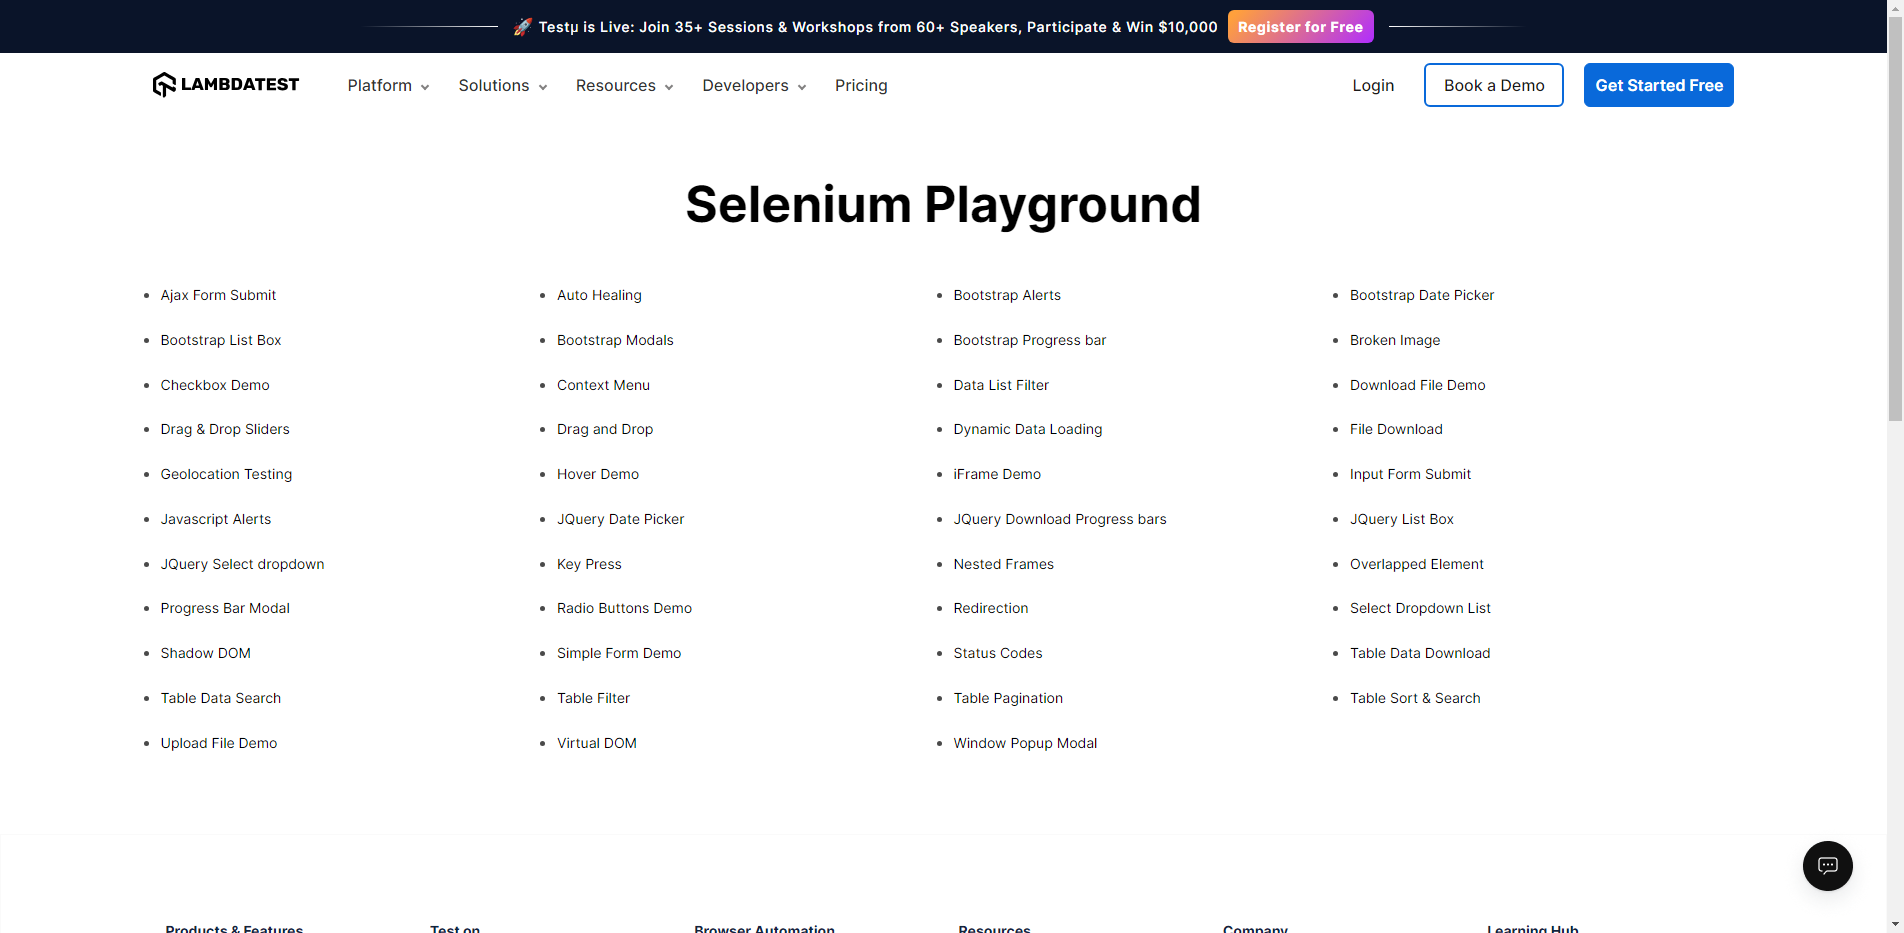 🚀 Testμ is Live: Join 35+ Sessions & Workshops from 60+ Speakers, Participate & Win $10,000 Register for Free
LAMBDATEST Platform Solutions Resources Developers Pricing Login Book a Demo Get Started Free
Selenium Playground
• Ajax Form Submit • Auto Healing • Bootstrap Alerts • Bootstrap Date Picker
• Bootstrap List Box • Bootstrap Modals • Bootstrap Progress bar • Broken Image
• Checkbox Demo • Context Menu • Data List Filter • Download File Demo
• Drag & Drop Sliders • Drag and Drop • Dynamic Data Loading • File Download
• Geolocation Testing • Hover Demo • iFrame Demo • Input Form Submit
• Javascript Alerts • JQuery Date Picker • JQuery Download Progress bars • JQuery List Box
• JQuery Select dropdown • Key Press • Nested Frames • Overlapped Element
• Progress Bar Modal • Radio Buttons Demo • Redirection • Select Dropdown List
• Shadow DOM • Simple Form Demo • Status Codes • Table Data Download
• Table Data Search • Table Filter • Table Pagination • Table Sort & Search
• Upload File Demo • Virtual DOM • Window Popup Modal
Products & Features Test on Browser Automation Resources Company Learning Hub